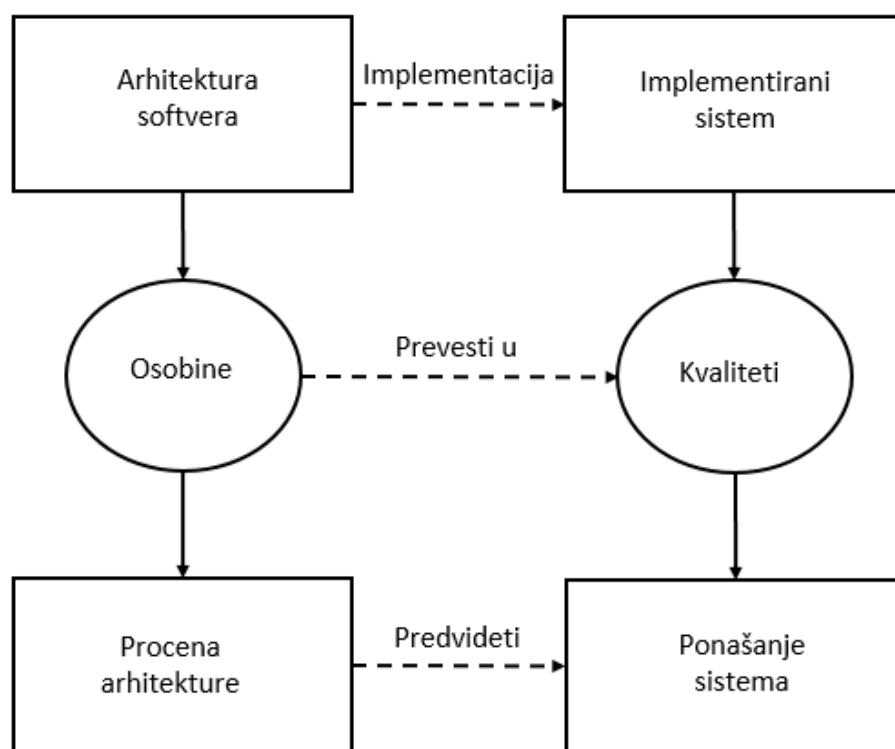 Arhitektura
softvera
Implementacija
Implementirani
sistem
Osobine
Prevesti u
Kvaliteti
Procena
arhitekture
Predvideti
Ponašanje
sistema